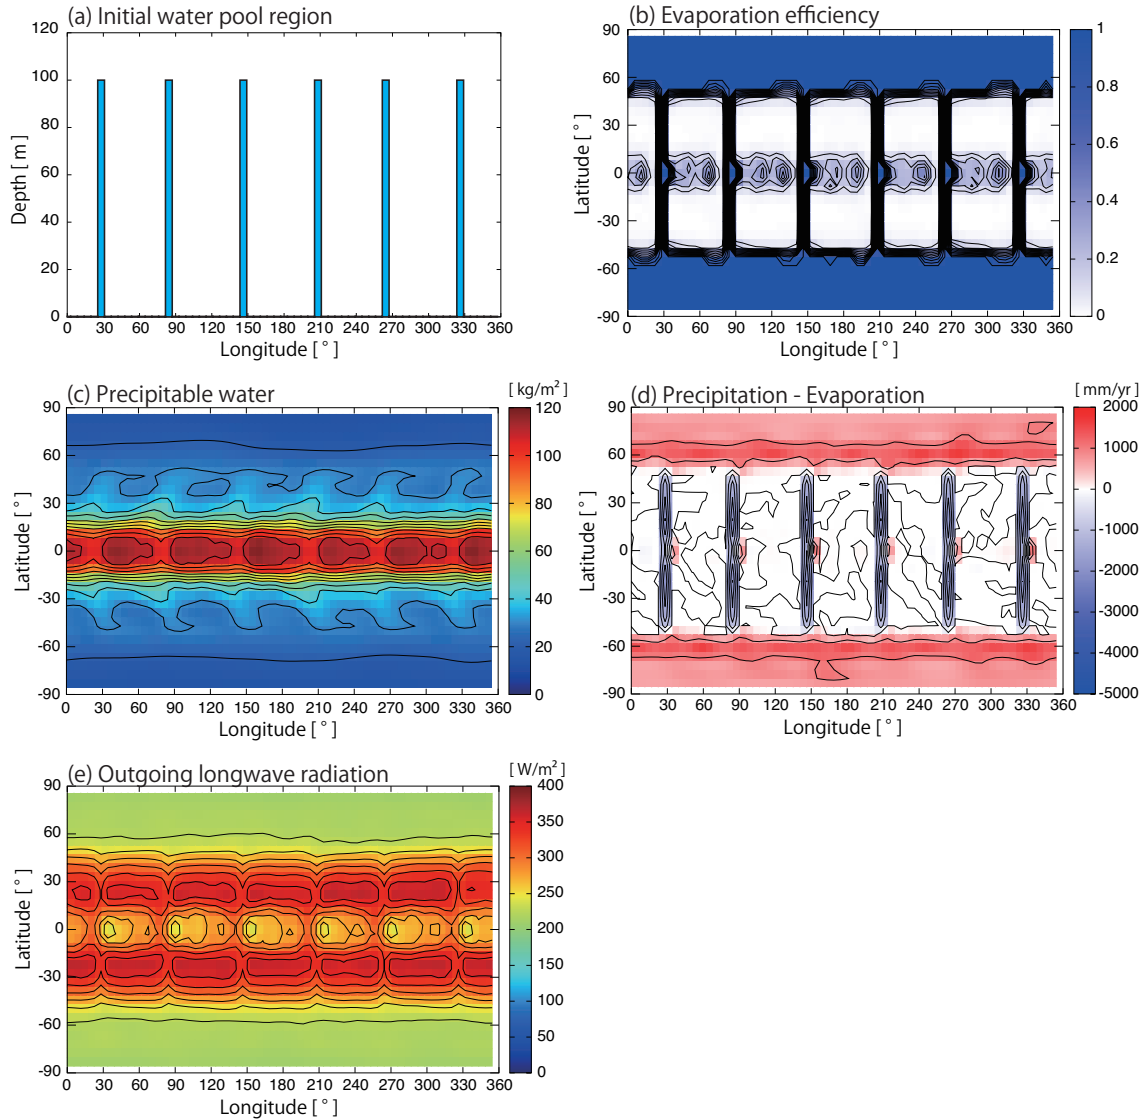 (a) Initial water pool region
120
100
80
60
40
20
0
Depth [ m ]
0 30 60 90 120 150 180 210 240 270 300 330 360
Longitude [ ° ]
(b) Evaporation efficiency
90
60
30
0
-30
-60
-90
Latitude [ ° ]
0 30 60 90 120 150 180 210 240 270 300 330 360
Longitude [ ° ]
1
0.8
0.6
0.4
0.2
0
(c) Precipitable water
[ kg/m² ]
90
60
30
0
-30
-60
-90
Latitude [ ° ]
0 30 60 90 120 150 180 210 240 270 300 330 360
Longitude [ ° ]
120
100
80
60
40
20
0
(d) Precipitation - Evaporation
[ mm/yr ]
90
60
30
0
-30
-60
-90
Latitude [ ° ]
0 30 60 90 120 150 180 210 240 270 300 330 360
Longitude [ ° ]
2000
1000
0
-1000
-2000
-3000
-4000
-5000
(e) Outgoing longwave radiation
[ W/m² ]
90
60
30
0
-30
-60
-90
Latitude [ ° ]
0 30 60 90 120 150 180 210 240 270 300 330 360
Longitude [ ° ]
400
350
300
250
200
150
100
50
0